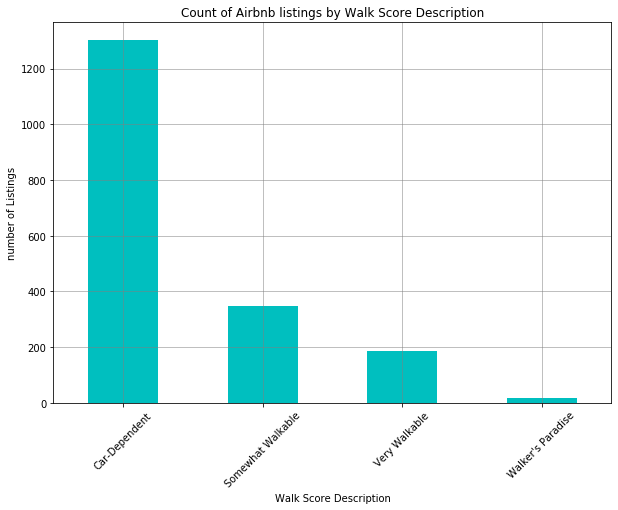 Count of Airbnb listings by Walk Score Description
number of Listings
1200
1000
800
600
400
200
0
Car-Dependent
Somewhat Walkable
Very Walkable
Walker's Paradise
Walk Score Description